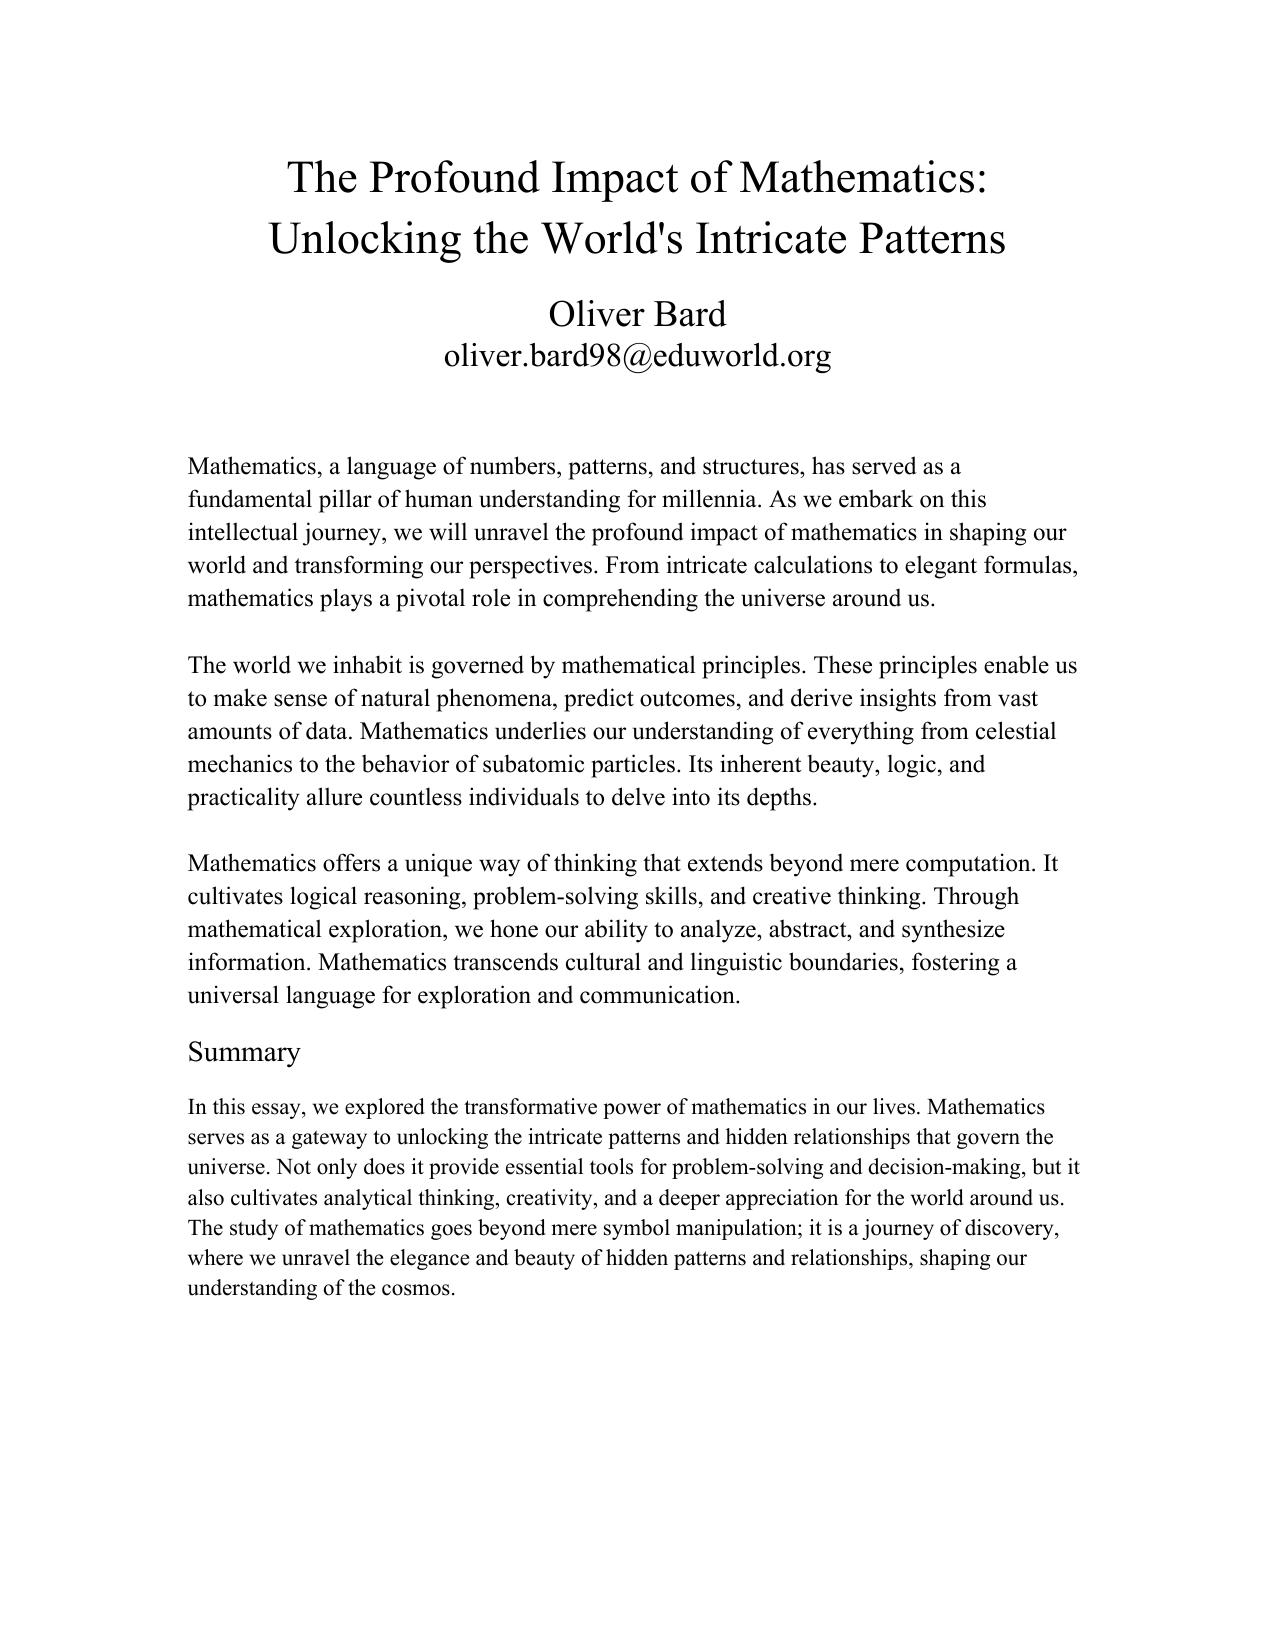 The Profound Impact of Mathematics:
Unlocking the World's Intricate Patterns
Oliver Bard
oliver.bard98@eduworld.org
Mathematics, a language of numbers, patterns, and structures, has served as a
fundamental pillar of human understanding for millennia. As we embark on this
intellectual journey, we will unravel the profound impact of mathematics in shaping our
world and transforming our perspectives. From intricate calculations to elegant formulas,
mathematics plays a pivotal role in comprehending the universe around us.
The world we inhabit is governed by mathematical principles. These principles enable us
to make sense of natural phenomena, predict outcomes, and derive insights from vast
amounts of data. Mathematics underlies our understanding of everything from celestial
mechanics to the behavior of subatomic particles. Its inherent beauty, logic, and
practicality allure countless individuals to delve into its depths.
Mathematics offers a unique way of thinking that extends beyond mere computation. It
cultivates logical reasoning, problem-solving skills, and creative thinking. Through
mathematical exploration, we hone our ability to analyze, abstract, and synthesize
information. Mathematics transcends cultural and linguistic boundaries, fostering a
universal language for exploration and communication.
Summary
In this essay, we explored the transformative power of mathematics in our lives. Mathematics
serves as a gateway to unlocking the intricate patterns and hidden relationships that govern the
universe. Not only does it provide essential tools for problem-solving and decision-making, but it
also cultivates analytical thinking, creativity, and a deeper appreciation for the world around us.
The study of mathematics goes beyond mere symbol manipulation; it is a journey of discovery,
where we unravel the elegance and beauty of hidden patterns and relationships, shaping our
understanding of the cosmos.